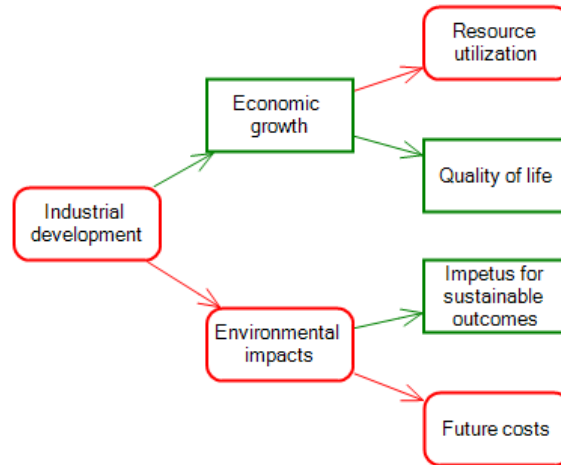 Resource
utilization
Economic
growth
Quality of life
Industrial
development
Impetus for
sustainable
outcomes
Environmental
impacts
Future costs